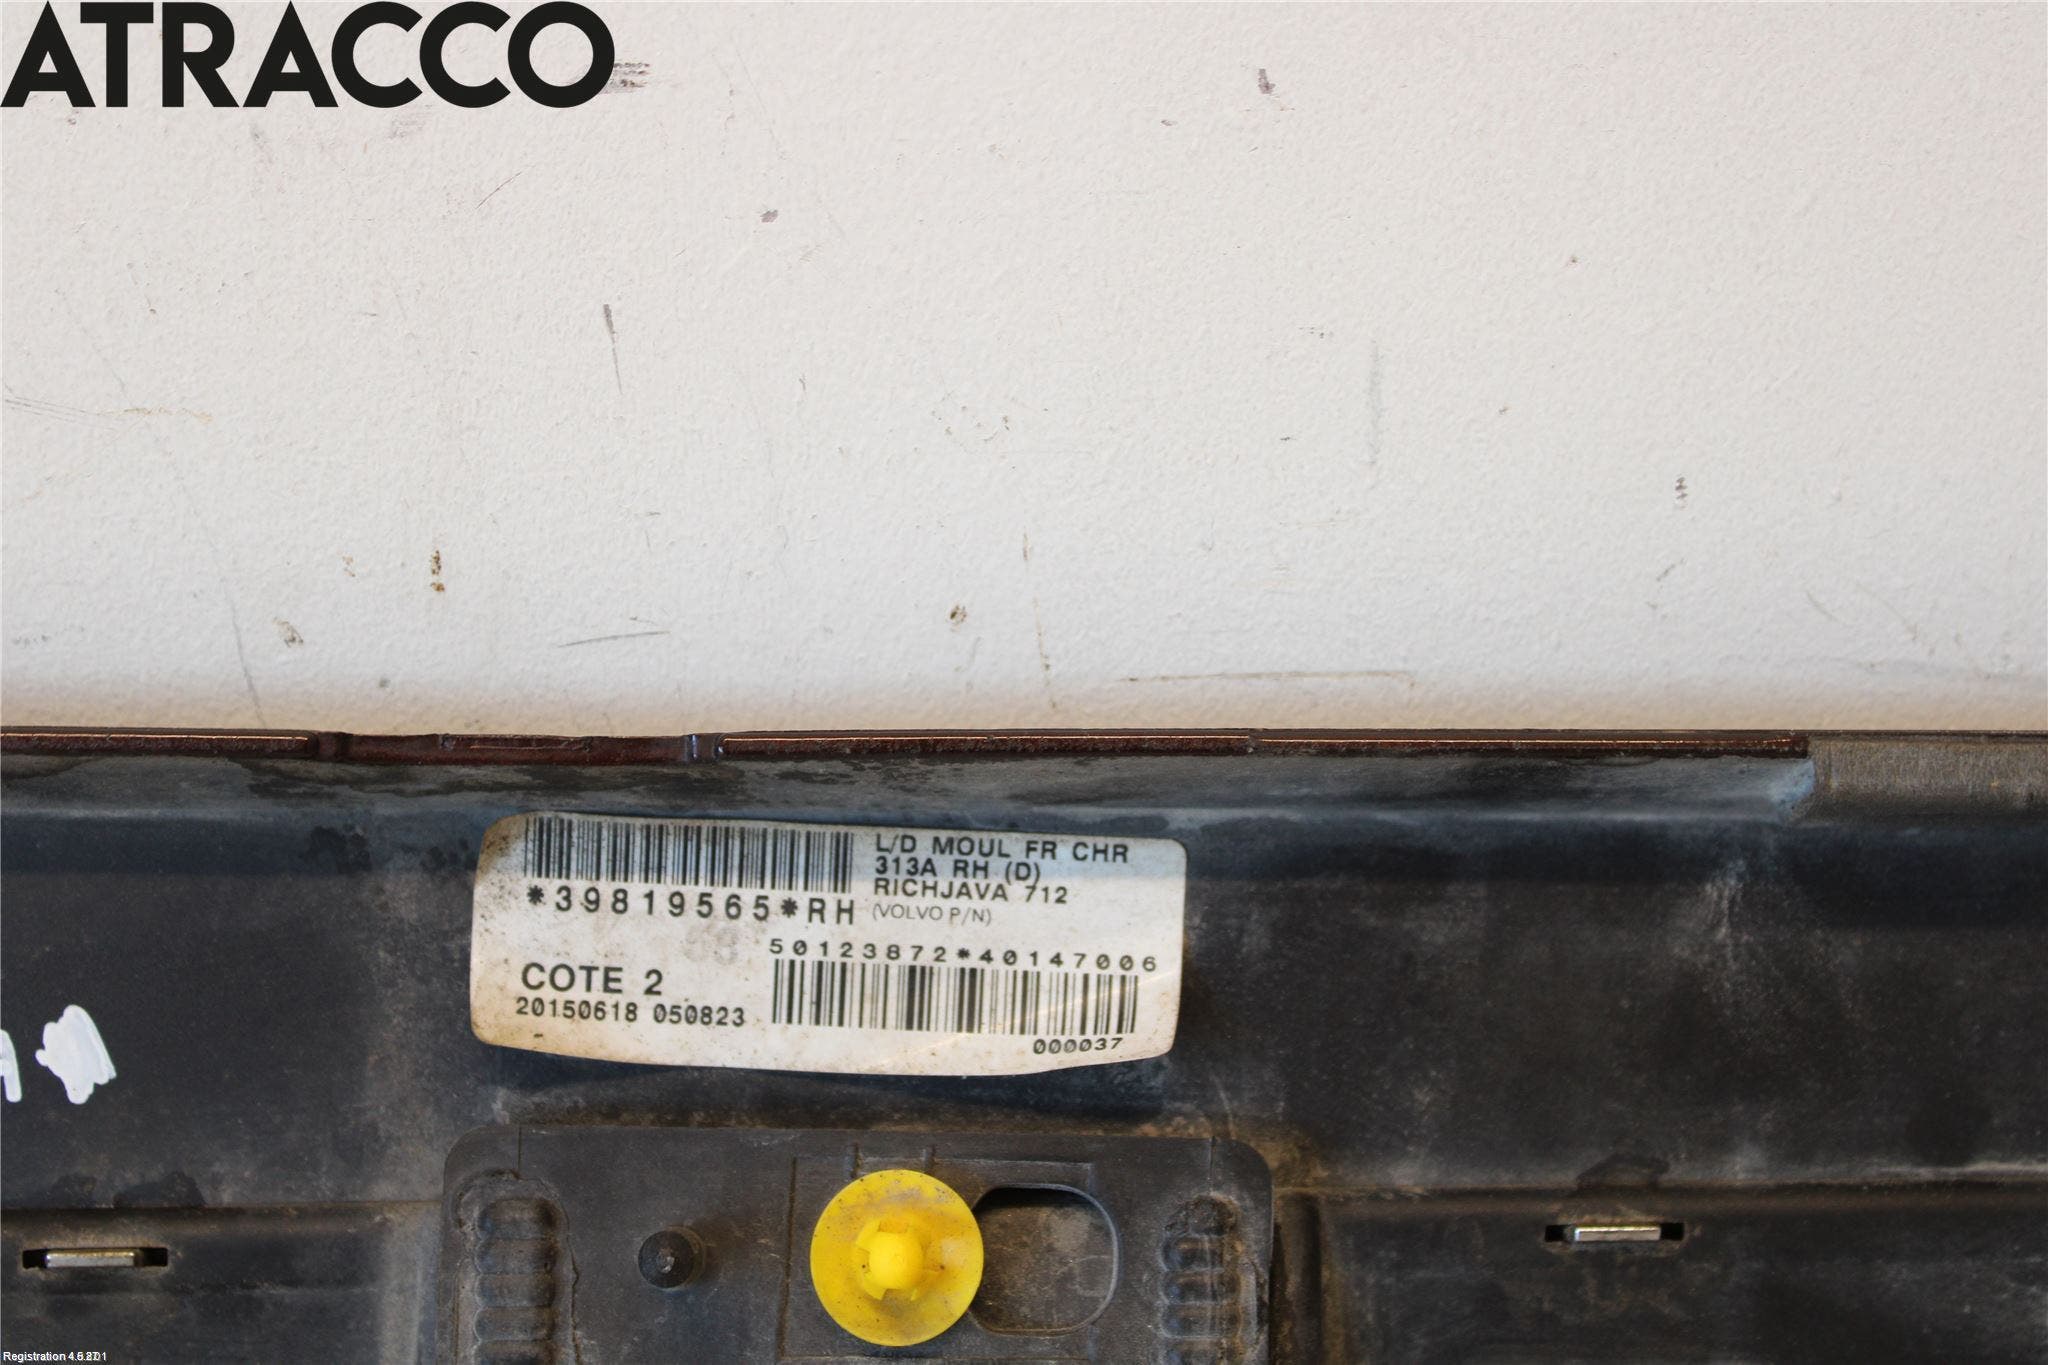 ATRACCO
L/D MOUL FR CHR
313A RH (D)
RICHJAVA 712
*39819565*RH (VOLVO P/N)
50123872*40147006
COTE 2
20150618 050823
000037